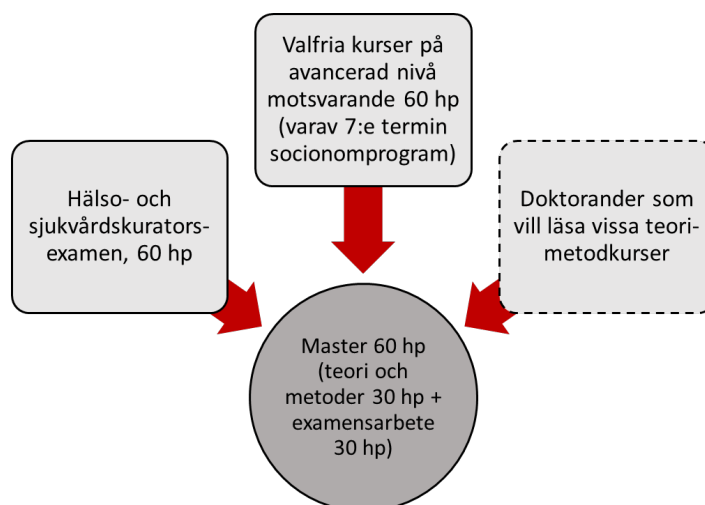 Valfria kurser på
avancerad nivå
motsvarande 60 hp
(varav 7:e termin
socionomprogram)
Hälso- och
sjukvårdskurators-
examen, 60 hp
Doktorander som
vill läsa vissa teori-
metodkurser
Master 60 hp
(teori och
metoder 30 hp +
examensarbete
30 hp)